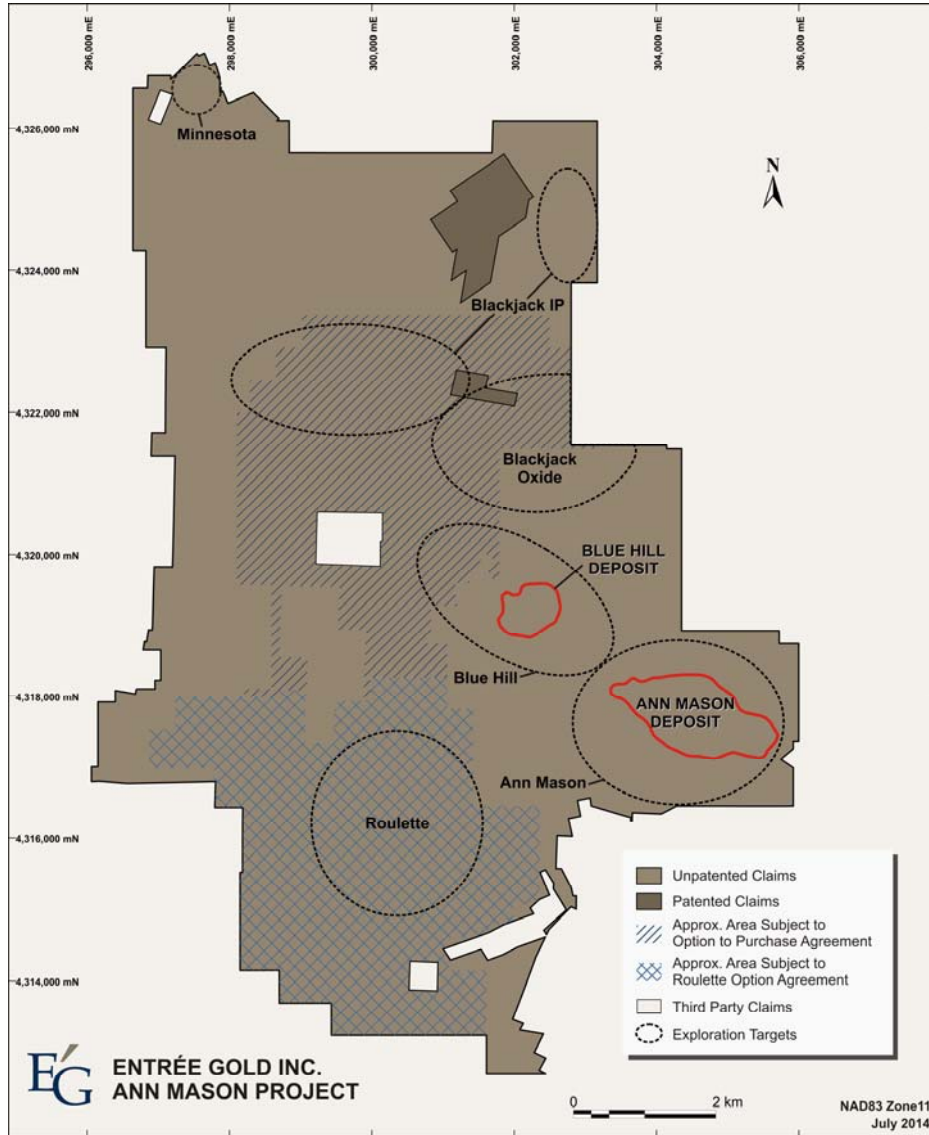 296,000 mE
298,000 mE
300,000 mE
302,000 mE
304,000 mE
306,000 mE
4,326,000 mN
4,324,000 mN
4,322,000 mN
4,320,000 mN
4,318,000 mN
4,316,000 mN
4,314,000 mN
Minnesota
N
Blackjack IP
Blackjack
Oxide
BLUE HILL
DEPOSIT
Blue Hill
ANN MASON
DEPOSIT
Ann Mason
Roulette
Unpatented Claims
Patented Claims
Approx. Area Subject to
Option to Purchase Agreement
Approx. Area Subject to
Roulette Option Agreement
Third Party Claims
Exploration Targets
EG
ENTRÉE GOLD INC.
ANN MASON PROJECT
0
2 km
NAD83 Zone11
July 2014